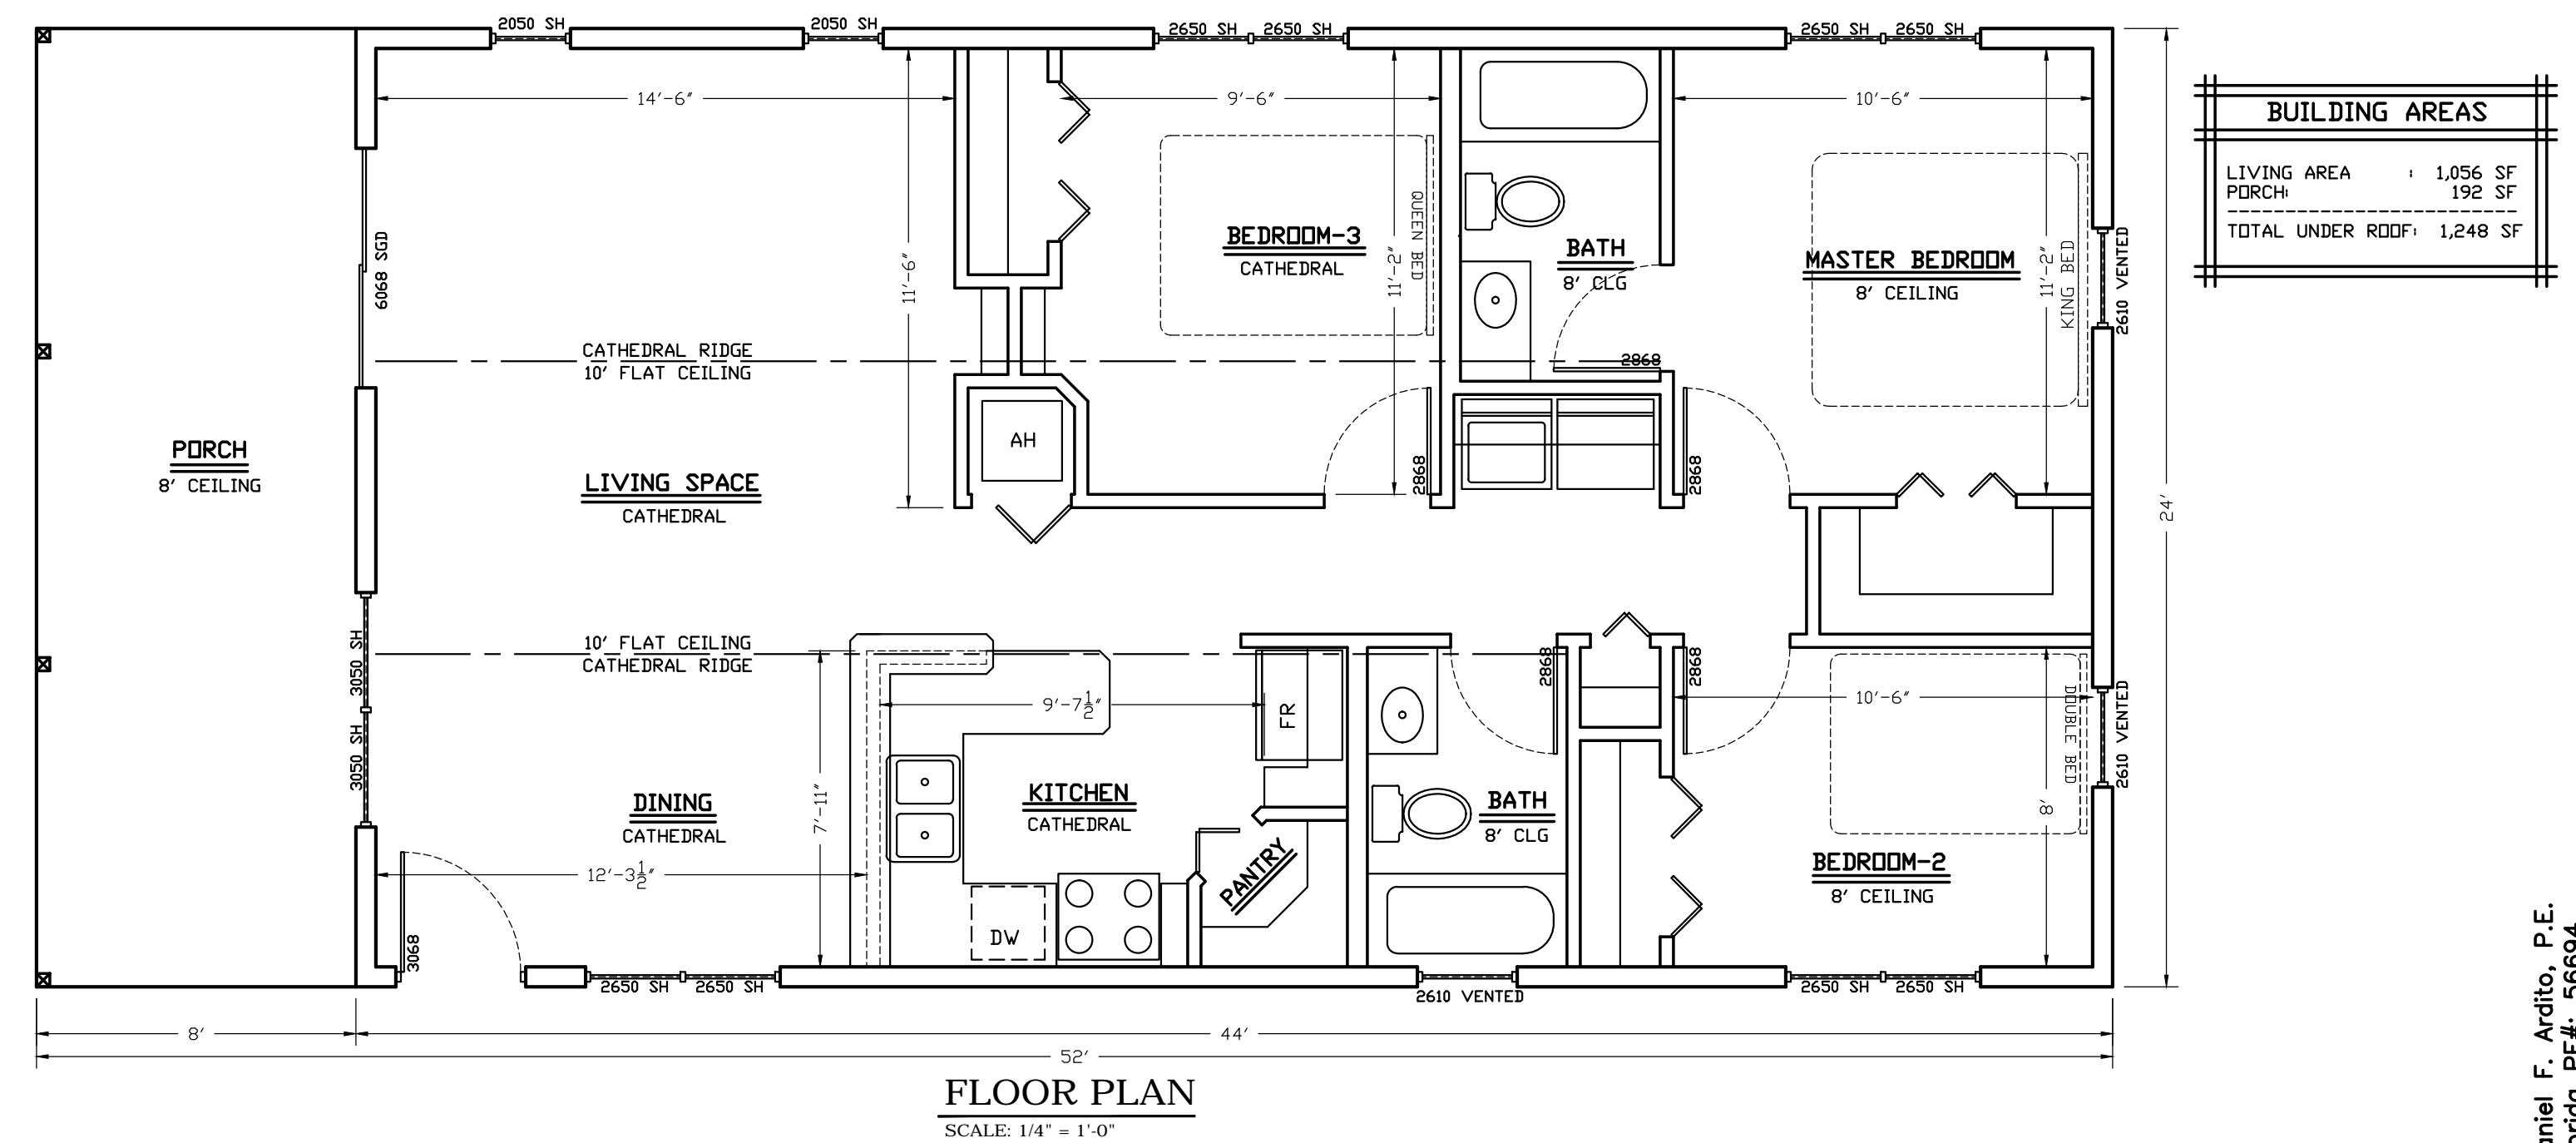 2050 SH
2050 SH
2650 SH 2650 SH
2650 SH 2650 SH
14'-6"
9'-6"
10'-6"
BUILDING AREAS
LIVING AREA : 1,056 SF
PORCH: 192 SF
TOTAL UNDER ROOF: 1,248 SF
6068 SGD
11'-6"
BEDROOM-3
CATHEDRAL
11'-2"
QUEEN BED
BATH
8' CLG
MASTER BEDROOM
8' CEILING
11'-2"
KING BED
2610 VENTED
CATHEDRAL RIDGE
10' FLAT CEILING
2868
PORCH
8' CEILING
LIVING SPACE
CATHEDRAL
AH
2868
2868
24'
10' FLAT CEILING
CATHEDRAL RIDGE
3050 SH
3050 SH
9'-7 1/2"
FR
2868
2868
10'-6"
DOUBLE BED
2610 VENTED
DINING
CATHEDRAL
7'-11"
KITCHEN
CATHEDRAL
BATH
8' CLG
8'
12'-3 1/2"
PANTRY
BEDROOM-2
8' CEILING
3068
DW
2650 SH 2650 SH
2610 VENTED
2650 SH 2650 SH
8'
44'
52'
FLOOR PLAN
SCALE: 1/4" = 1'-0"
F. Ardito, P.E.
PE#: 56694